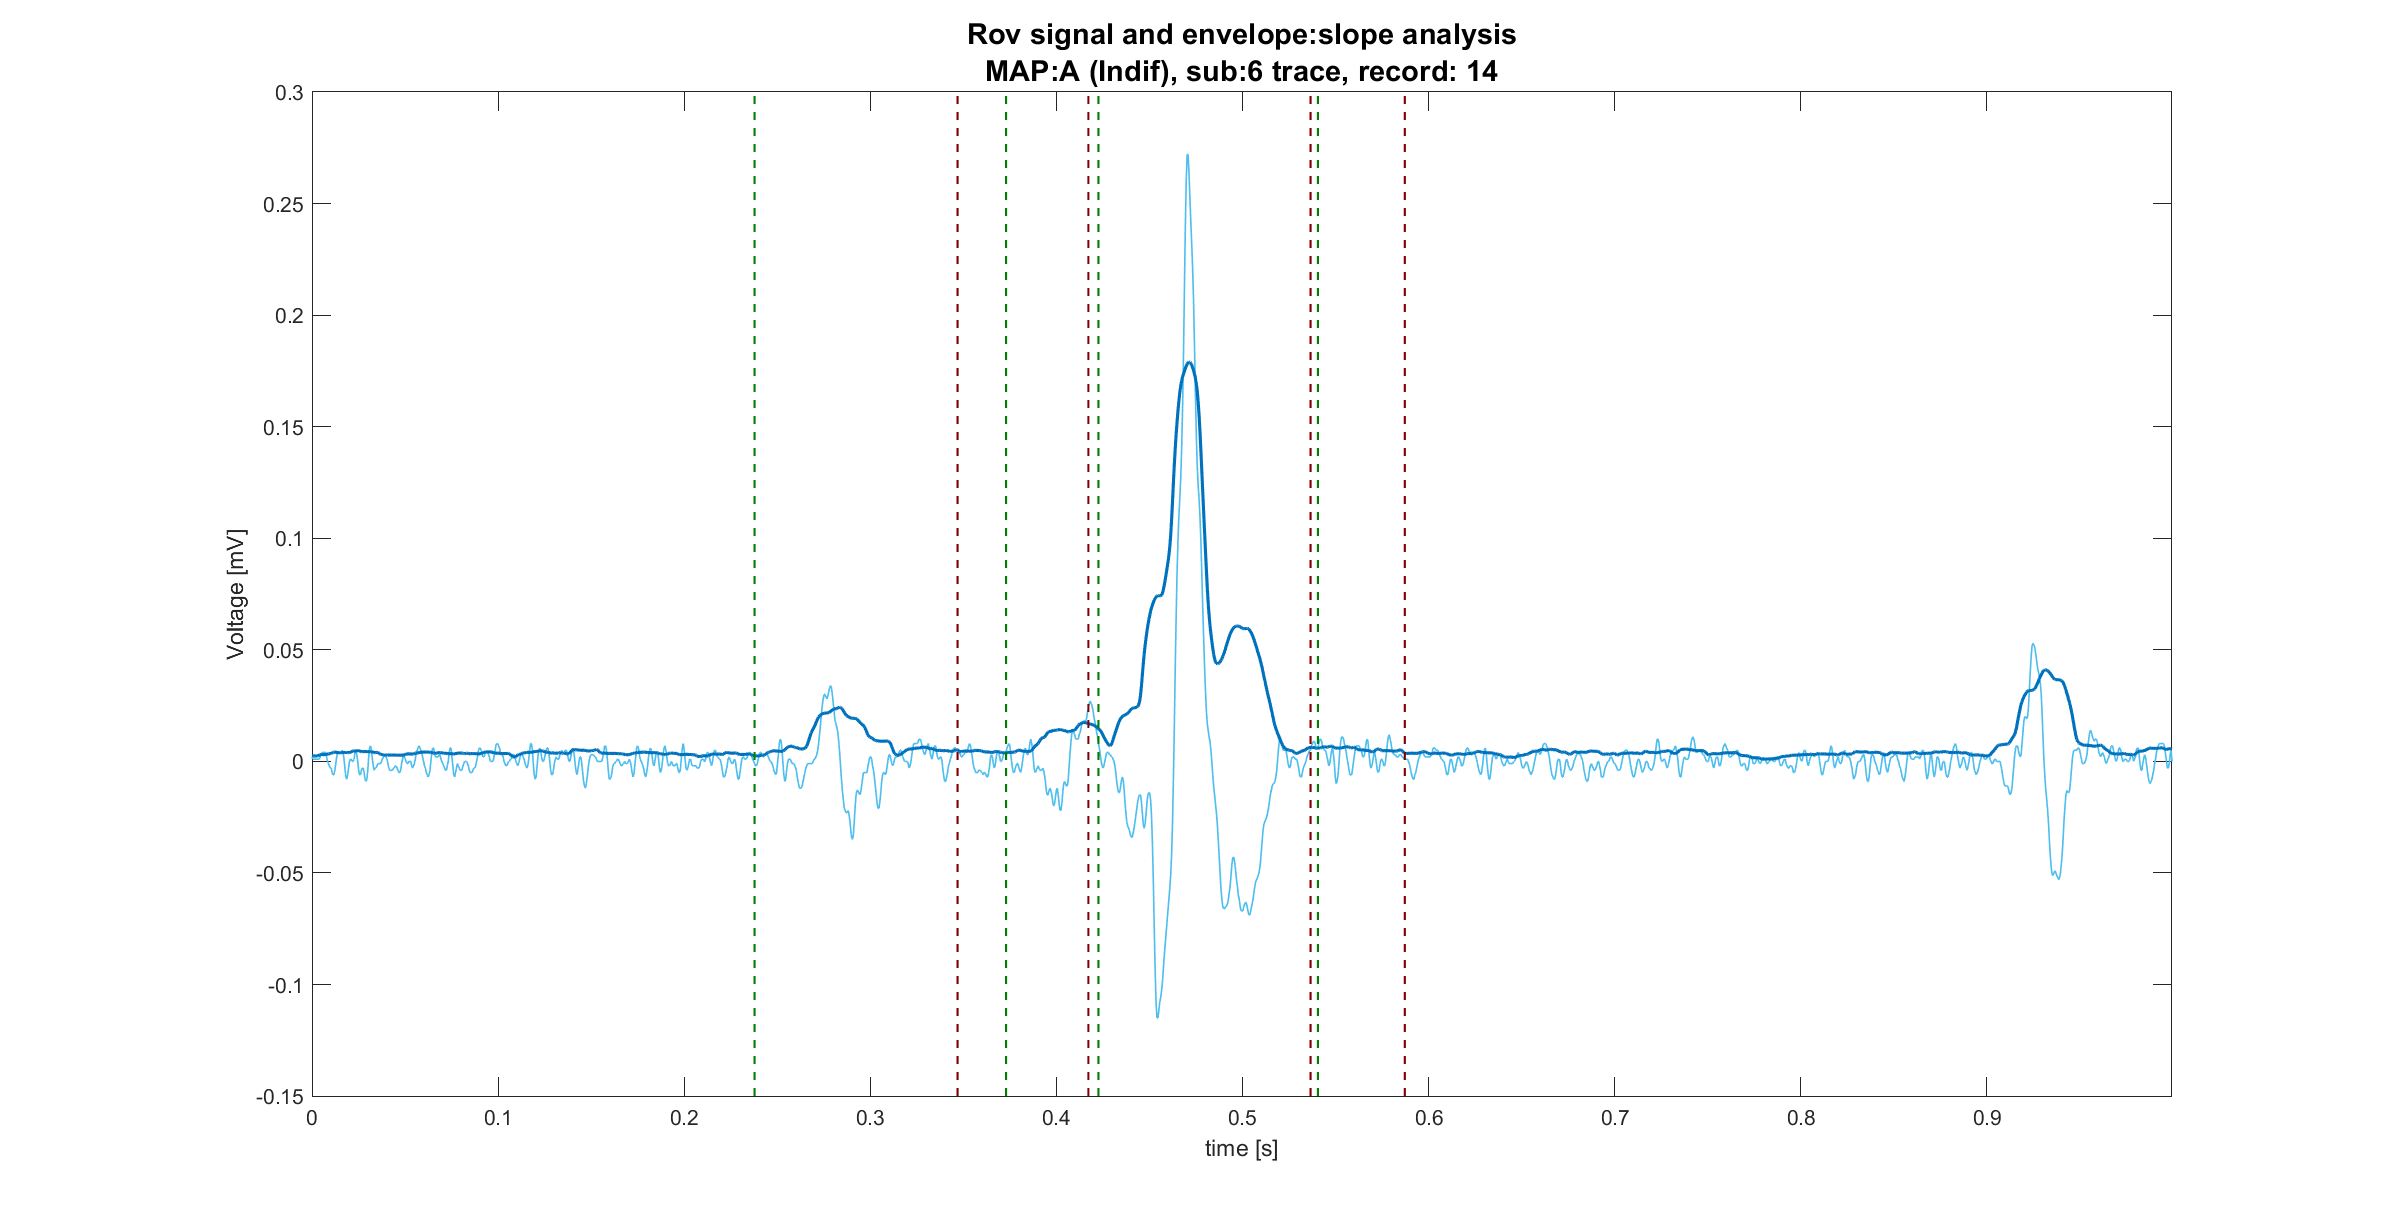 Rov signal and envelope:slope analysis
MAP:A (Indif), sub:6 trace, record: 14
0.3
0.25
0.2
0.15
0.1
0.05
0
-0.05
-0.1
-0.15
Voltage [mV]
0 0.1 0.2 0.3 0.4 0.5 0.6 0.7 0.8 0.9
time [s]